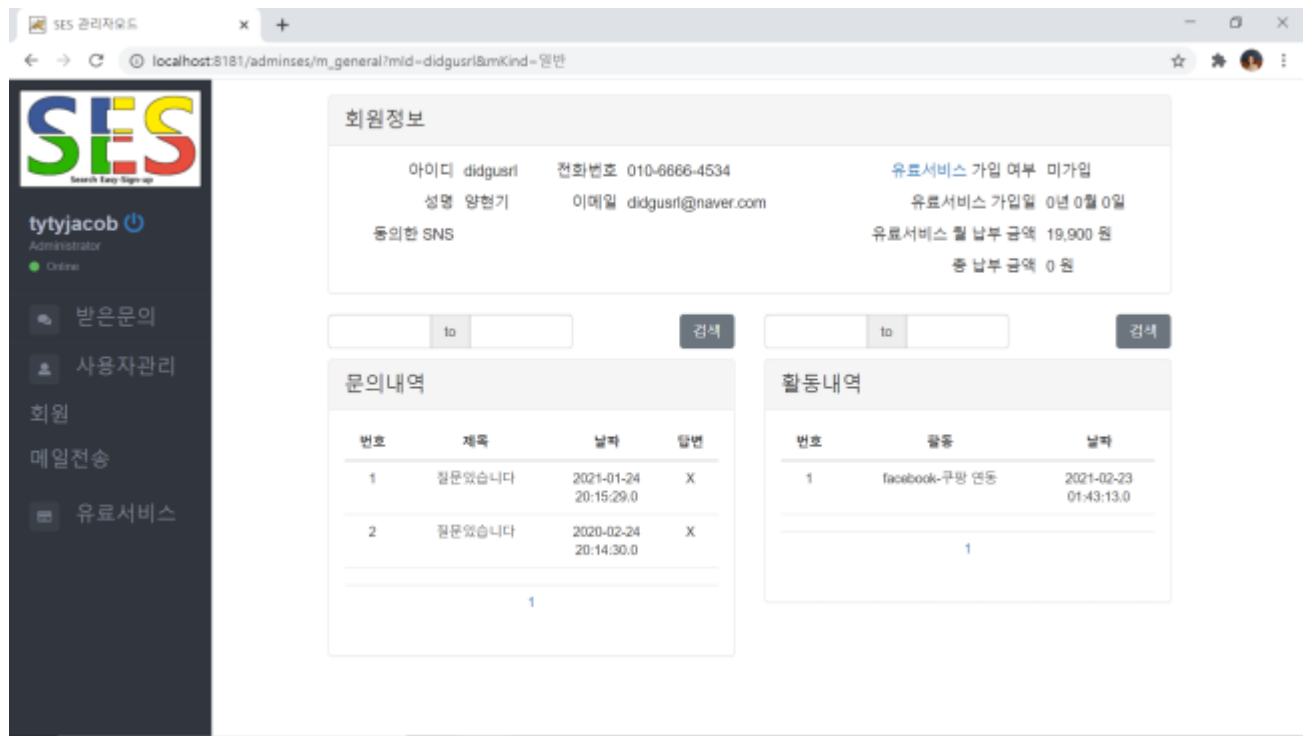 SES 관리자모드
localhost:8181/adminses/m_general?mId=didgusrl&mKind=일반
SES
Search Easy Sign-up
tytyjacob
Administrator
Online
받은문의
사용자관리
회원
메일전송
유료서비스
회원정보
아이디 didgusrl 전화번호 010-6666-4534 유료서비스 가입 여부 미가입
성명 양현기 이메일 didgusrl@naver.com 유료서비스 가입일 0년 0월 0일
동의한 SNS 유료서비스 월 납부 금액 19,900 원
총 납부 금액 0 원
to 검색 to 검색
문의내역
번호 제목 날짜 답변
1 질문있습니다 2021-01-24 X
20:15:29.0
2 질문있습니다 2020-02-24 X
20:14:30.0
1
활동내역
번호 활동 날짜
1 facebook-쿠팡 연동 2021-02-23
01:43:13.0
1